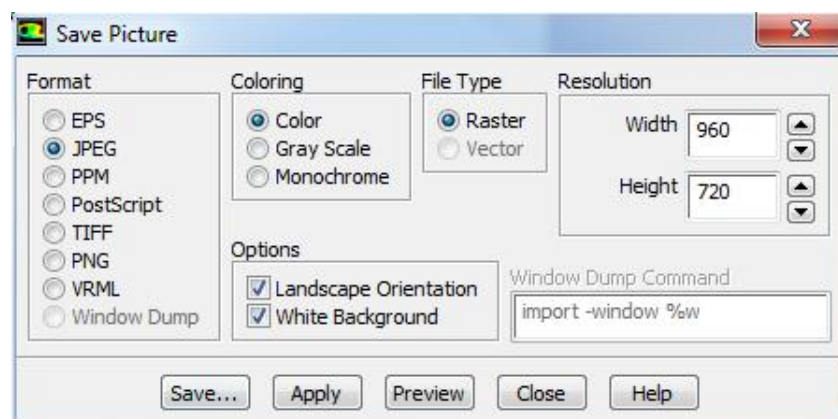 Save Picture
Format
EPS
JPEG
PPM
PostScript
TIFF
PNG
VRML
Window Dump
Coloring
Color
Gray Scale
Monochrome
File Type
Raster
Vector
Resolution
Width 960
Height 720
Options
Landscape Orientation
White Background
Window Dump Command
import -window %w
Save... Apply Preview Close Help